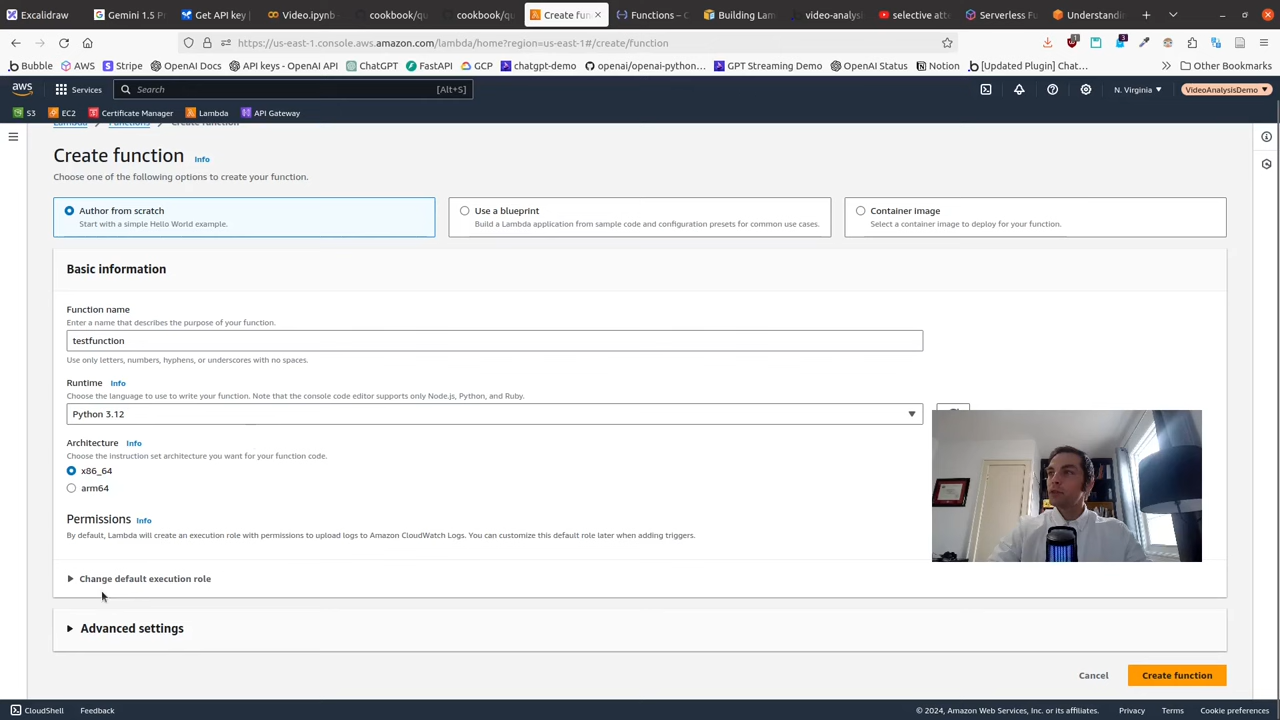 Excalidraw
Gemini 1.5 Pr
Get API key |
Video.ipynb
cookbook/qu
cookbook/qu
Create fun
Functions – C
Building Lam
video-analysi
selective atte
Serverless Fu
Understandin
https://us-east-1.console.aws.amazon.com/lambda/home?region=us-east-1#/create/function
Bubble
AWS
Stripe
OpenAI Docs
API keys - OpenAI API
ChatGPT
FastAPI
GCP
chatgpt-demo
openai/openai-python...
GPT Streaming Demo
OpenAI Status
Notion
[Updated Plugin] Chat...
Other Bookmarks
aws
Services
Search
[Alt+S]
N. Virginia
VideoAnalysisDemo
S3
EC2
Certificate Manager
Lambda
API Gateway
Lambda
Functions
Create function
Create function Info
Choose one of the following options to create your function.
Author from scratch
Start with a simple Hello World example.
Use a blueprint
Build a Lambda application from sample code and configuration presets for common use cases.
Container image
Select a container image to deploy for your function.
Basic information
Function name
Enter a name that describes the purpose of your function.
testfunction
Use only letters, numbers, hyphens, or underscores with no spaces.
Runtime Info
Choose the language to use to write your function. Note that the console code editor supports only Node.js, Python, and Ruby.
Python 3.12
Architecture Info
Choose the instruction set architecture you want for your function code.
x86_64
arm64
Permissions Info
By default, Lambda will create an execution role with permissions to upload logs to Amazon CloudWatch Logs. You can customize this default role later when adding triggers.
Change default execution role
Advanced settings
Cancel
Create function
CloudShell
Feedback
© 2024, Amazon Web Services, Inc. or its affiliates.
Privacy
Terms
Cookie preferences